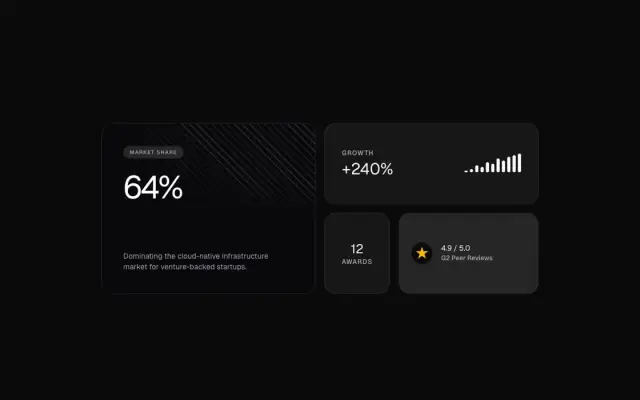 MARKET SHARE
64%
Dominating the cloud-native infrastructure
market for venture-backed startups.
GROWTH
+240%
12
AWARDS
4.9 / 5.0
G2 Peer Reviews